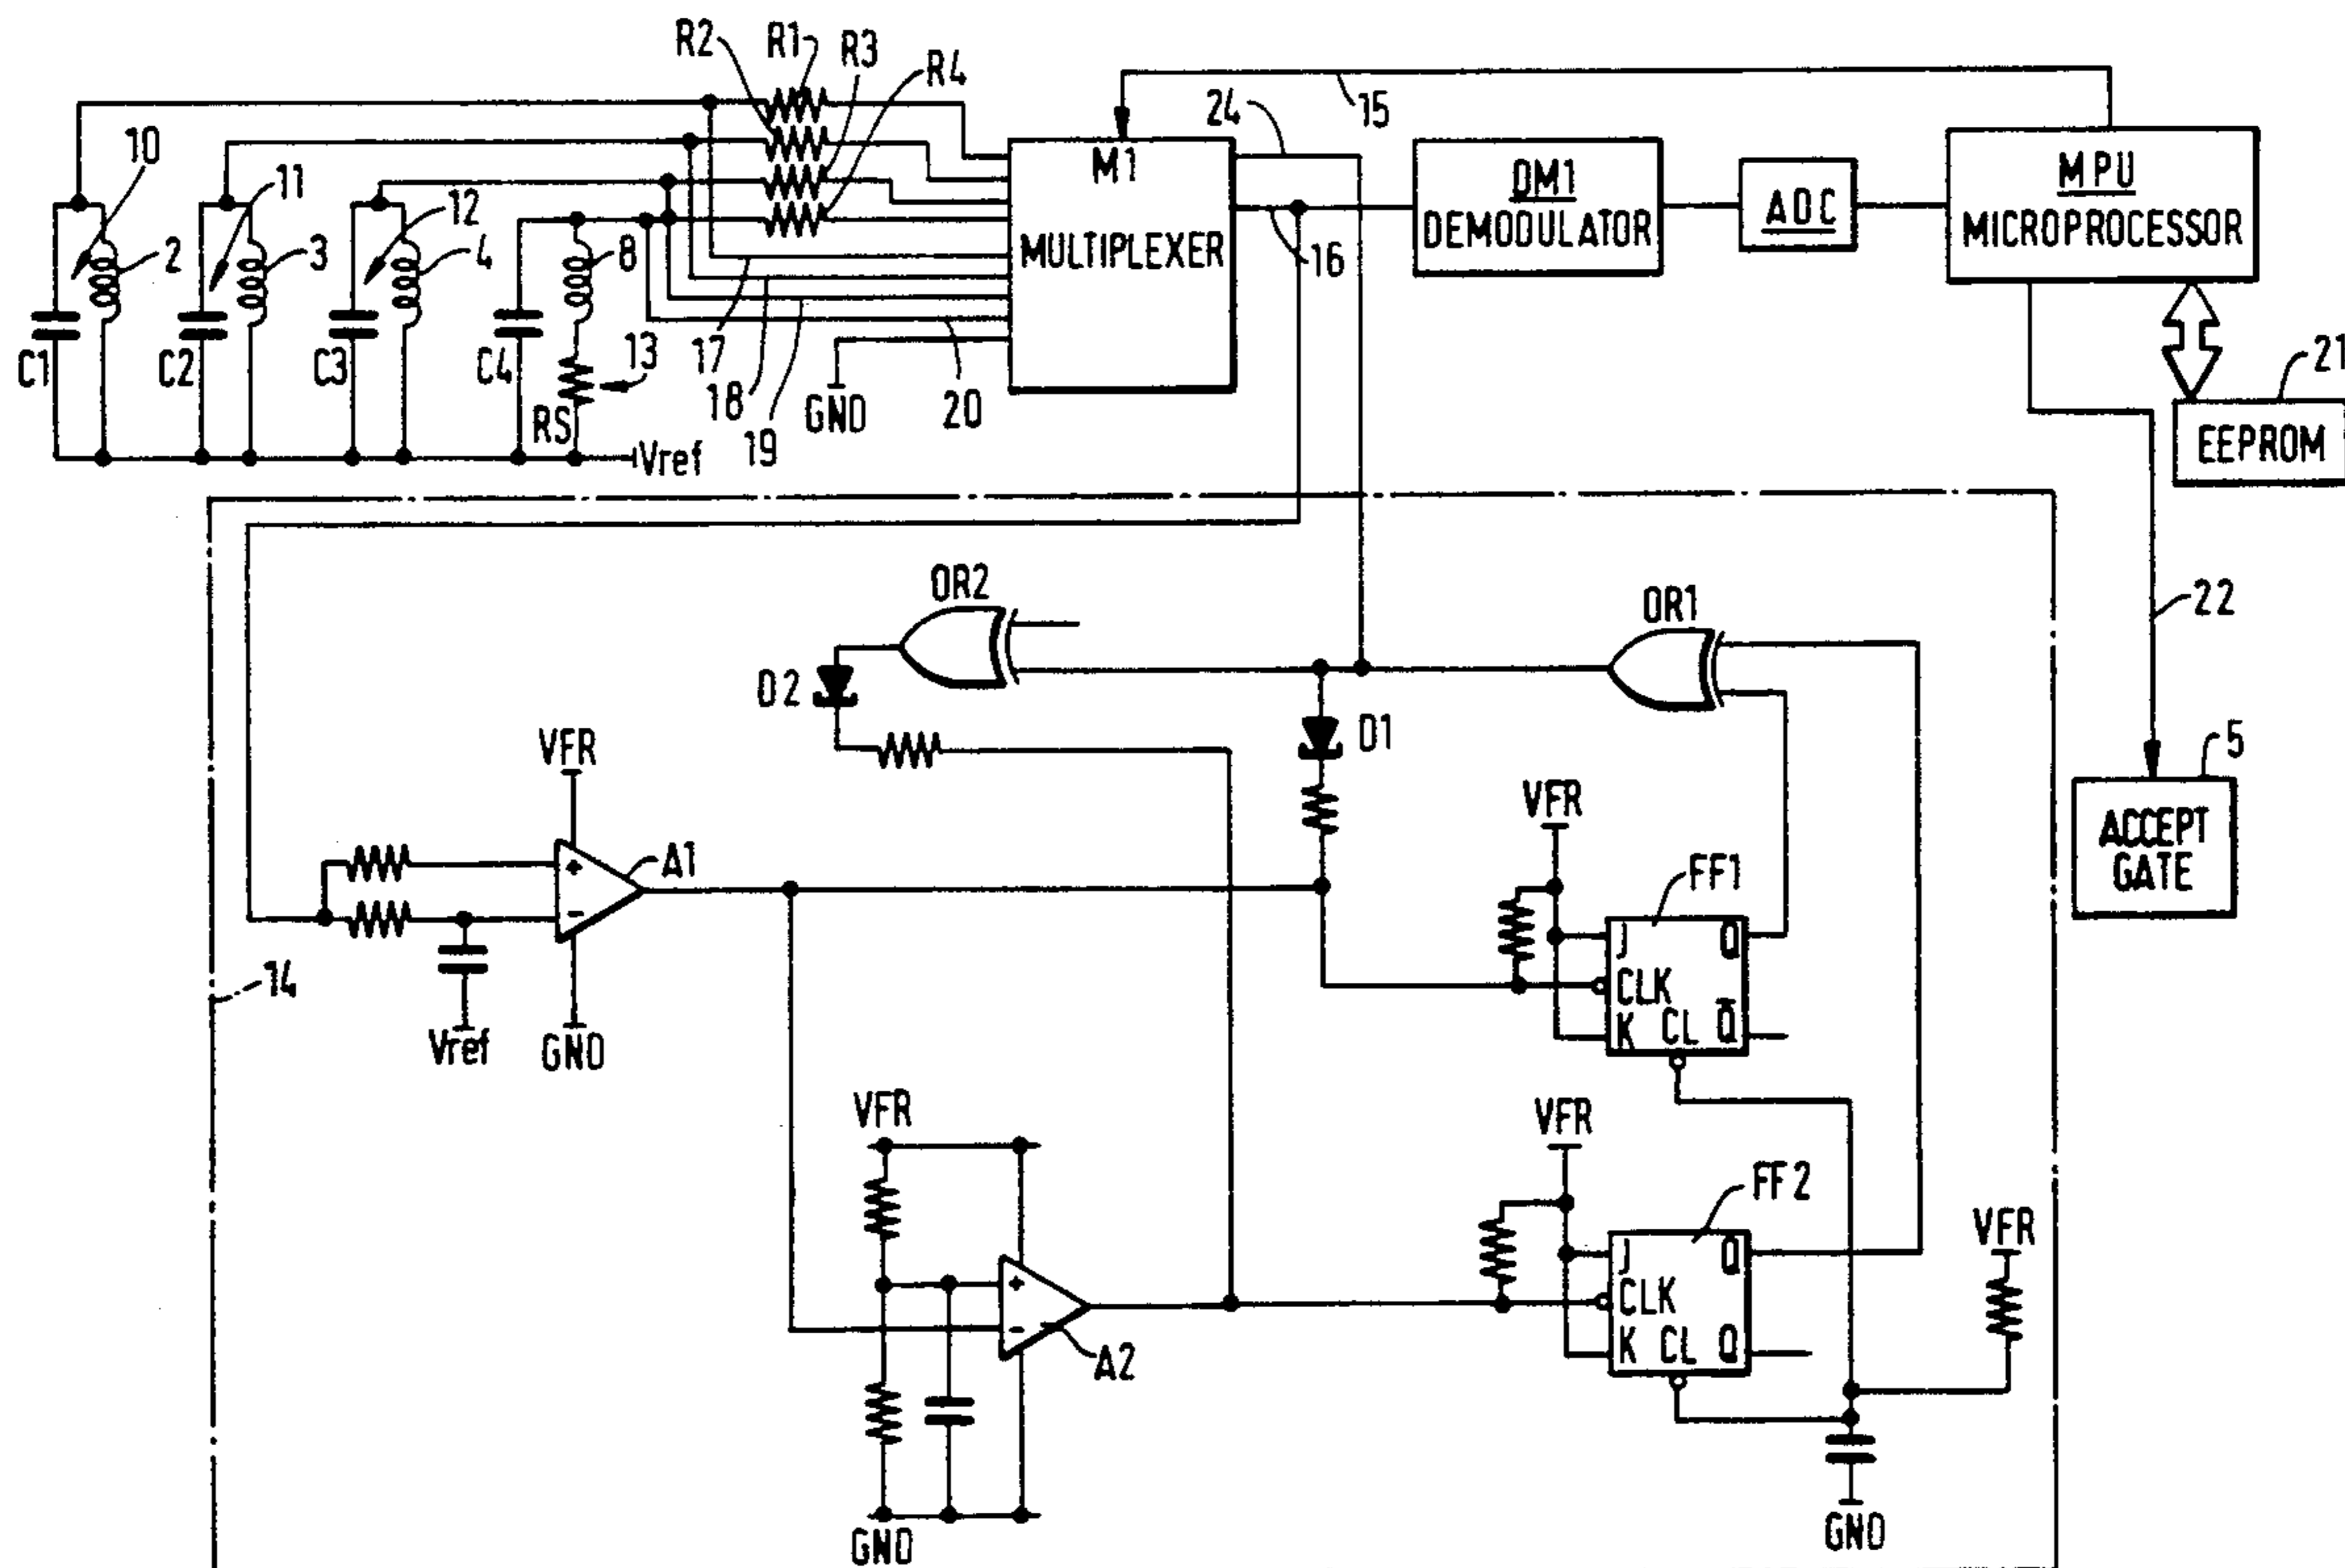 R2 R1 R3 R4
10 11 12
2 3 4 8
C1 C2 C3 C4
13
RS
Vref
17
18
19
20
GND
M1
MULTIPLEXER
24
15
16
DM1
DEMODULATOR
ADC
MPU
MICROPROCESSOR
21
EEPROM
22
5
ACCEPT
GATE
14
OR2
OR1
D2
D1
VFR
A1
+
-
Vref
GND
VFR
FF1
J Q
CLK
K CL Q̅
VFR
+
-
A2
GND
VFR
FF2
J Q
CLK
K CL Q̅
VFR
GND